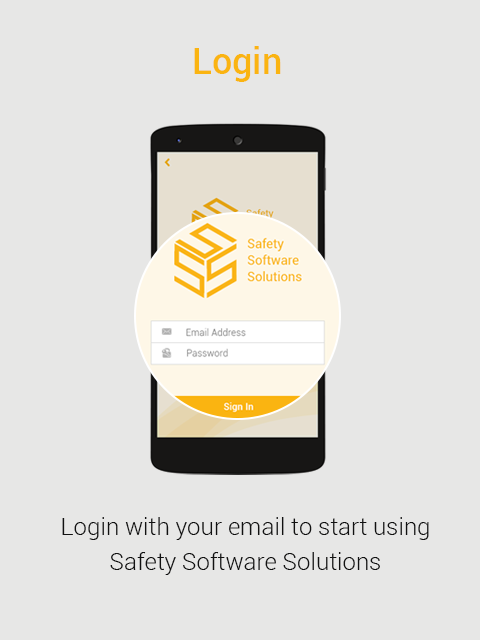 Login
Safety
Safety
Software
Solutions
Email Address
Password
Sign In
Login with your email to start using
Safety Software Solutions